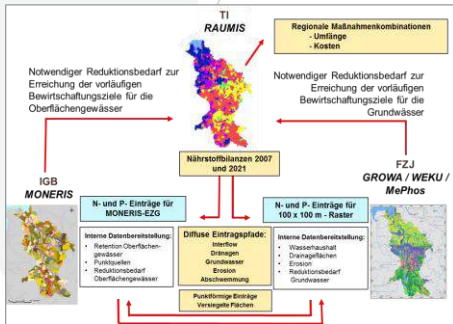 TI
RAUMIS
Regionale Maßnahmenkombinationen
- Umfänge
- Kosten
Notwendiger Reduktionsbedarf zur
Erreichung der vorläufigen
Bewirtschaftungsziele für die
Oberflächengewässer
Notwendiger Reduktionsbedarf
zur Erreichung der vorläufigen
Bewirtschaftungsziele für die
Grundwässer
IGB
MONERIS
FZJ
GROWA / WEKU /
MePhos
Nährstoffbilanzen 2007
und 2021
N- und P- Einträge für
MONERIS-EZG
N- und P- Einträge für
100 x 100 m - Raster
Interne Datenbereitstellung:
• Retention Oberflächen-
gewässer
• Punktquellen
• Reduktionsbedarf
Oberflächengewässer
Diffuse Eintragspfade:
Interflow
Dränagen
Grundwasser
Erosion
Abschwemmung
Interne Datenbereitstellung:
• Wasserhaushalt
• Drainageflächen
• Erosion
• Reduktionsbedarf
Grundwasser
Punktförmige Einträge
Versiegelte Flächen